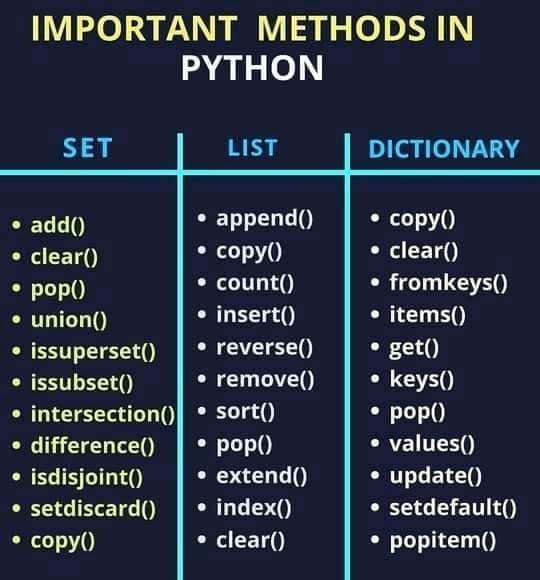 IMPORTANT METHODS IN
PYTHON
SET
• add()
• clear()
• pop()
• union()
• issuperset()
• issubset()
• intersection()
• difference()
• isdisjoint()
• setdiscard()
• copy()
LIST
• append()
• copy()
• count()
• insert()
• reverse()
• remove()
• sort()
• pop()
• extend()
• index()
• clear()
DICTIONARY
• copy()
• clear()
• fromkeys()
• items()
• get()
• keys()
• pop()
• values()
• update()
• setdefault()
• popitem()